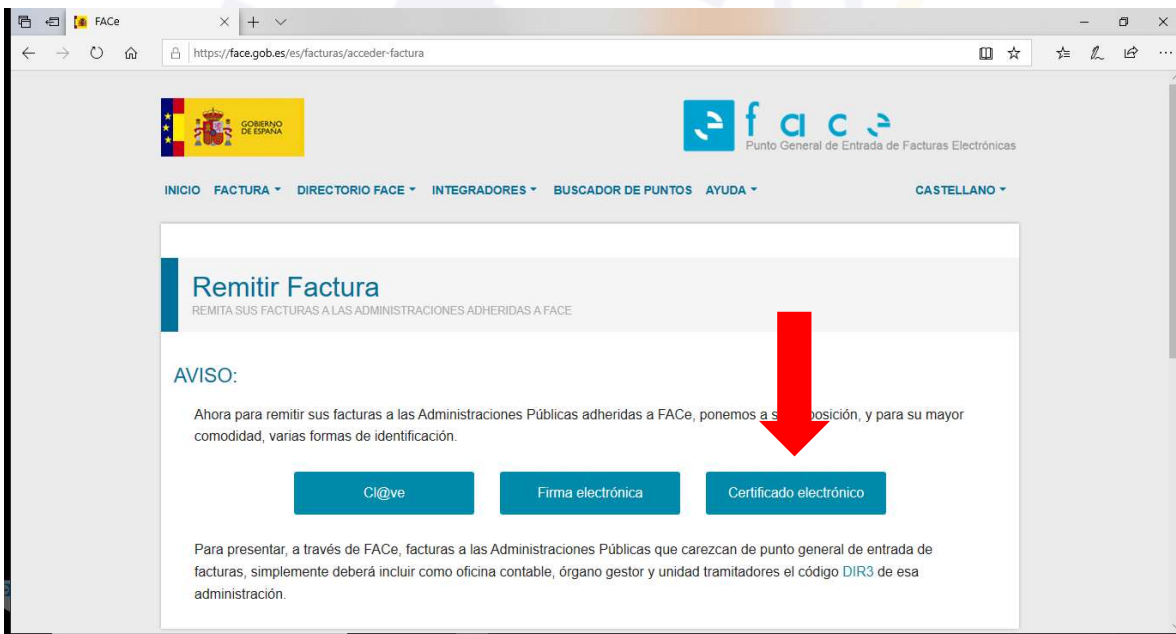 FACe
https://face.gob.es/es/facturas/acceder-factura
GOBIERNO
DE ESPAÑA
face
Punto General de Entrada de Facturas Electrónicas
INICIO FACTURA DIRECTORIO FACE INTEGRADORES BUSCADOR DE PUNTOS AYUDA CASTELLANO
Remitir Factura
REMITA SUS FACTURAS A LAS ADMINISTRACIONES ADHERIDAS A FACE
AVISO:
Ahora para remitir sus facturas a las Administraciones Públicas adheridas a FACe, ponemos a s posición, y para su mayor
comodidad, varias formas de identificación.
Cl@ve Firma electrónica Certificado electrónico
Para presentar, a través de FACe, facturas a las Administraciones Públicas que carezcan de punto general de entrada de
facturas, simplemente deberá incluir como oficina contable, órgano gestor y unidad tramitadores el código DIR3 de esa
administración.